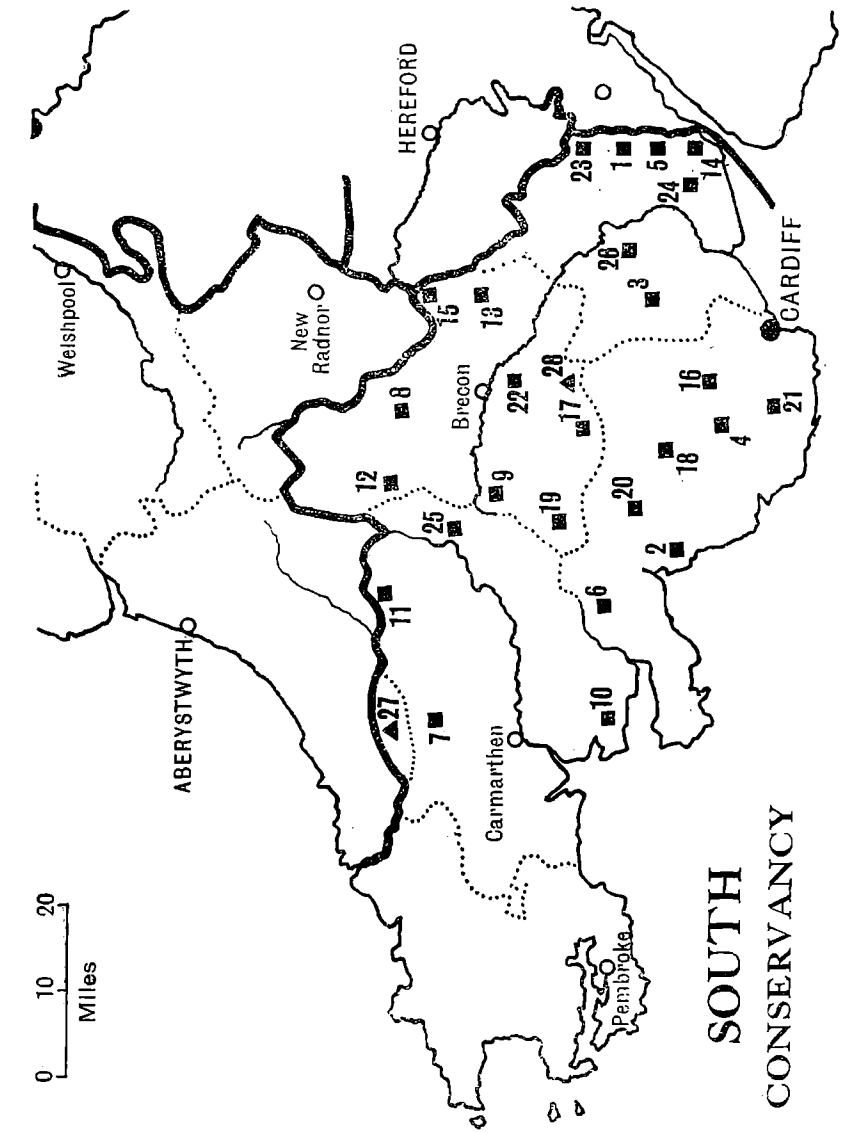 SOUTH
CONSERVANCY
0 10 20
Miles
ABERYSTWYTH
Welshpool
New
Radnor
HEREFORD
Brecon
Carmarthen
Pembroke
CARDIFF
27
7
11
25
12
8
15
13
9
22
28
17
19
20
18
4
16
21
2
6
10
3
26
24
23
1
5
14